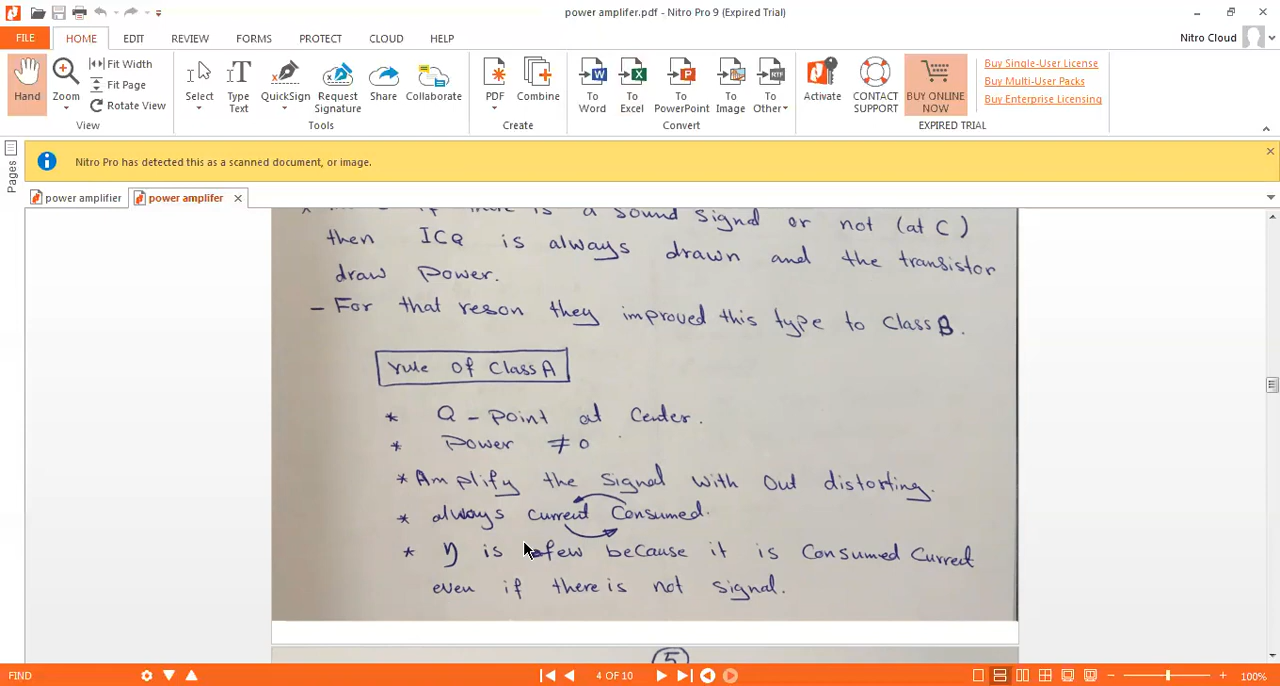 power amplifer.pdf - Nitro Pro 9 (Expired Trial)
FILE HOME EDIT REVIEW FORMS PROTECT CLOUD HELP
Nitro Cloud
Hand
Zoom
Fit Width
Fit Page
Rotate View
View
Select
Type Text
QuickSign
Request Signature
Share
Collaborate
Tools
PDF
Combine
Create
To Word
To Excel
To PowerPoint
To Image
To Other
Convert
Activate
CONTACT SUPPORT
BUY ONLINE NOW
Buy Single-User License
Buy Multi-User Packs
Buy Enterprise Licensing
EXPIRED TRIAL
Pages
Nitro Pro has detected this as a scanned document, or image.
power amplifier
power amplifer
if there is a sound signal or not (at C)
then ICQ is always drawn and the transistor
draw power.
- For that reson they improved this type to Class B.
rule of Class A
* Q - point at Center.
* Power ≠ 0
* Amplify the signal with out distorting.
* always current Consumed.
* η is few because it is Consumed Current
even if there is not signal.
5
FIND
4 OF 10
100%